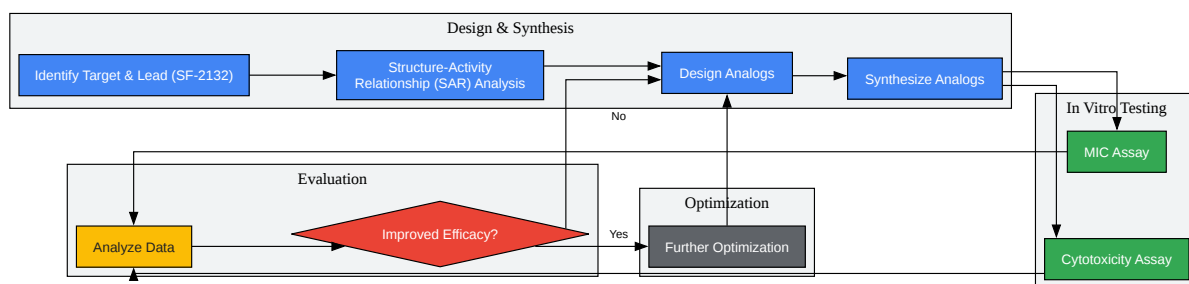 Design & Synthesis
Identify Target & Lead (SF-2132)
Structure-Activity
Relationship (SAR) Analysis
Design Analogs
Synthesize Analogs
No
In Vitro Testing
MIC Assay
Evaluation
Analyze Data
Improved Efficacy?
Yes
Optimization
Further Optimization
Cytotoxicity Assay